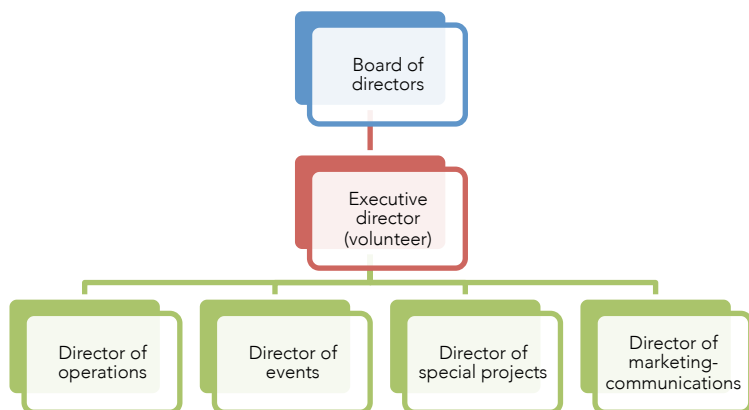 Board of
directors
Executive
director
(volunteer)
Director of
operations
Director of
events
Director of
special projects
Director of
marketing-
communications